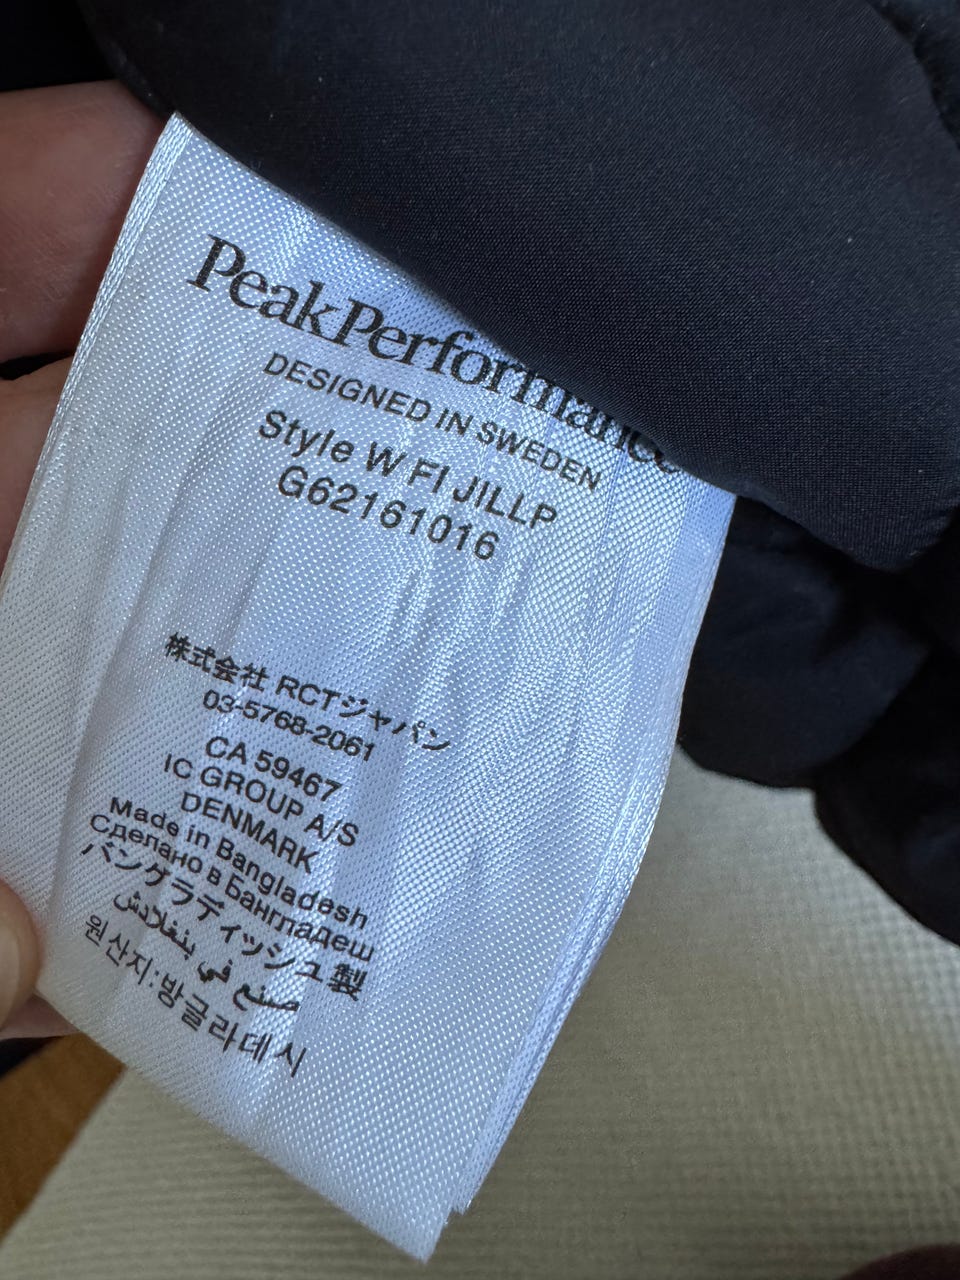 PeakPerformance
DESIGNED IN SWEDEN
Style W FI JILLP
G62161016
株式会社 RCTジャパン
03-5768-2061
CA 59467
IC GROUP A/S
DENMARK
Made in Bangladesh
Сделано в Бангладеш
バングラディッシュ製
صنع في بنغلادش
원산지:방글라데시